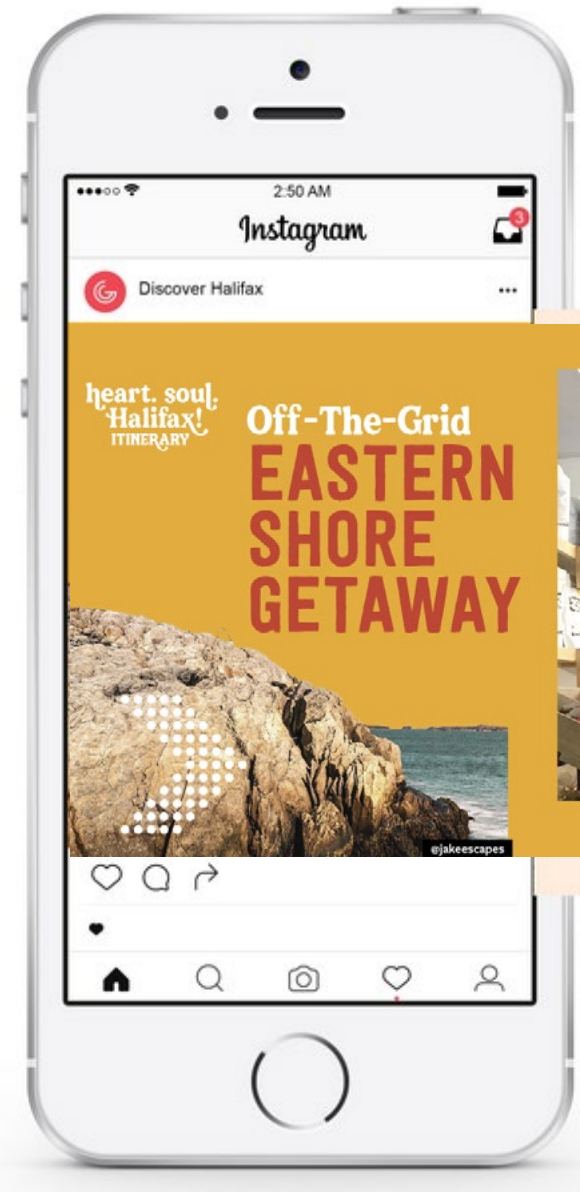 2:50 AM
Instagram
3
Discover Halifax
heart. soul.
Halifax!
ITINERARY
Off-The-Grid
EASTERN
SHORE
GETAWAY
@jakeescapes